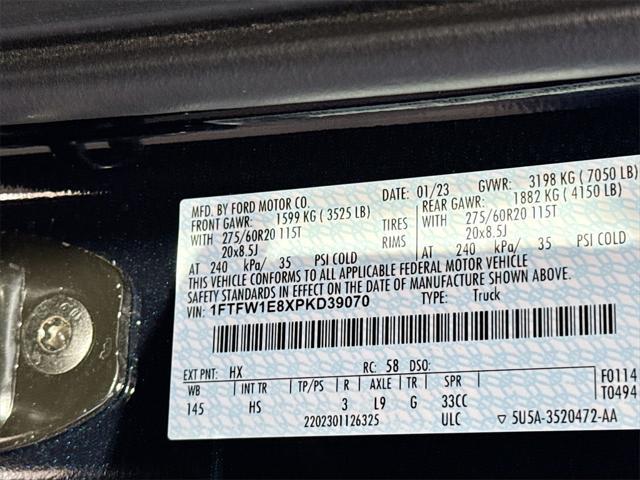 MFD. BY FORD MOTOR CO.
DATE: 01/23 GVWR: 3198 KG (7050 LB)
FRONT GAWR: 1599 KG (3525 LB) REAR GAWR: 1882 KG (4150 LB)
WITH 275/60R20 115T TIRES WITH 275/60R20 115T
20x8.5J RIMS 20x8.5J
AT 240 kPa/ 35 PSI COLD AT 240 kPa/ 35 PSI COLD
THIS VEHICLE CONFORMS TO ALL APPLICABLE FEDERAL MOTOR VEHICLE
SAFETY STANDARDS IN EFFECT ON THE DATE OF MANUFACTURE SHOWN ABOVE.
VIN: 1FTFW1E8XPKD39070 TYPE: Truck
EXT PNT: HX RC: 58 DSO: F0114
WB INT TR TP/PS R AXLE TR SPR T0494
145 HS 3 L9 G 33CC
2202301126325 ULC ▽ 5U5A-3520472-AA